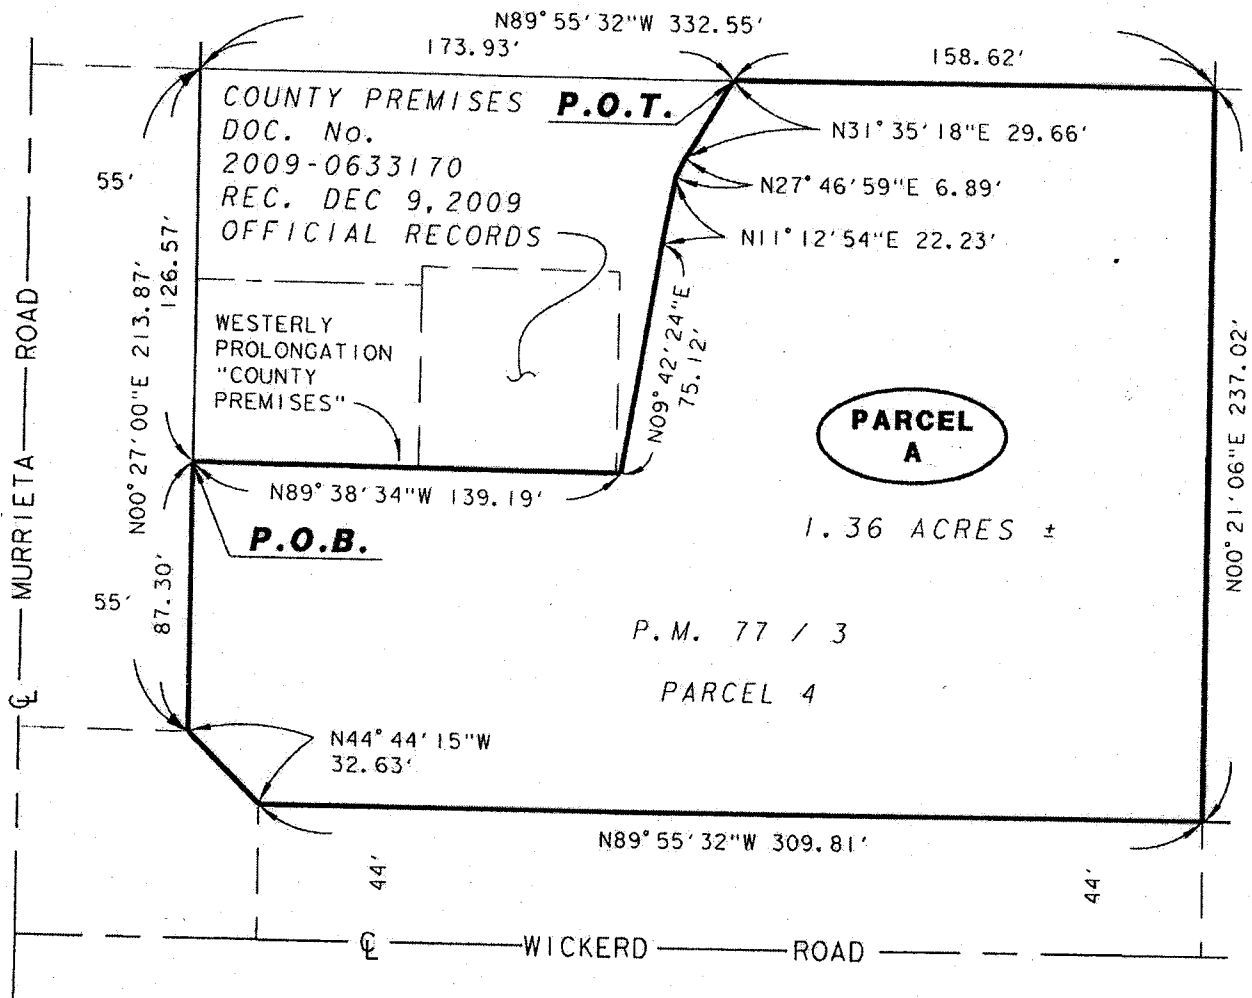 N89°55'32"W 332.55'
173.93'
158.62'
COUNTY PREMISES
DOC. No.
2009-0633170
REC. DEC 9, 2009
OFFICIAL RECORDS
P.O.T.
N31°35'18"E 29.66'
N27°46'59"E 6.89'
N11°12'54"E 22.23'
55'
N00°27'00"E 213.87'
126.57'
WESTERLY
PROLONGATION
"COUNTY
PREMISES"
N09°42'24"E
75.12'
PARCEL
A
1.36 ACRES ±
N00°21'06"E 237.02'
MURRIETA ROAD
N89°38'34"W 139.19'
P.O.B.
55'
87.30'
P.M. 77 / 3
PARCEL 4
N44°44'15"W
32.63'
N89°55'32"W 309.81'
44'
44'
℄
℄ WICKERD ROAD